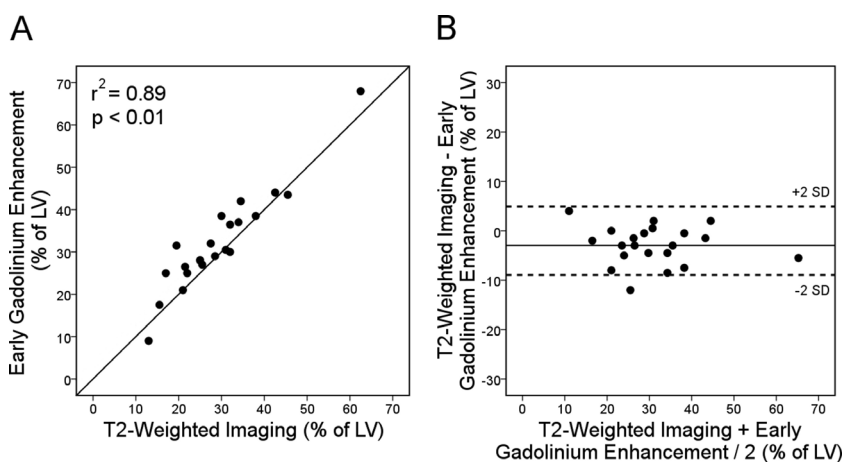 A
B
Early Gadolinium Enhancement
(% of LV)
r2 = 0.89
p < 0.01
70
60
50
40
30
20
10
0
0 10 20 30 40 50 60 70
T2-Weighted Imaging (% of LV)
T2-Weighted Imaging - Early
Gadolinium Enhancement (% of LV)
30
20
10
0
-10
-20
-30
+2 SD
-2 SD
0 10 20 30 40 50 60 70
T2-Weighted Imaging + Early
Gadolinium Enhancement / 2 (% of LV)